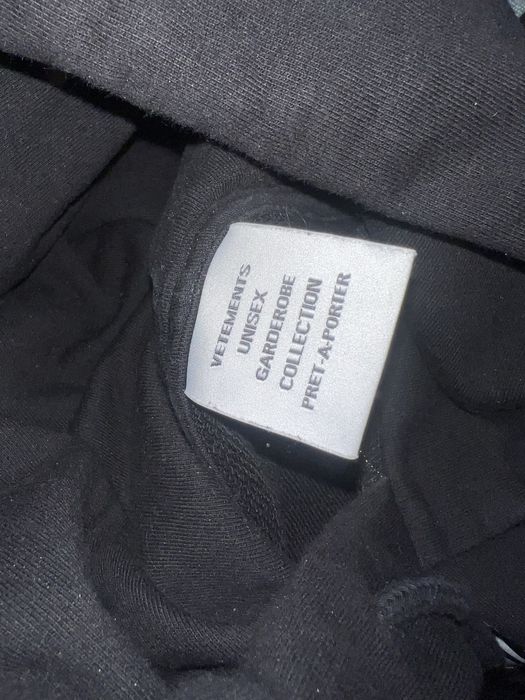 VETEMENTS
UNISEX
GARDEROBE
COLLECTION
PRET-A-PORTER